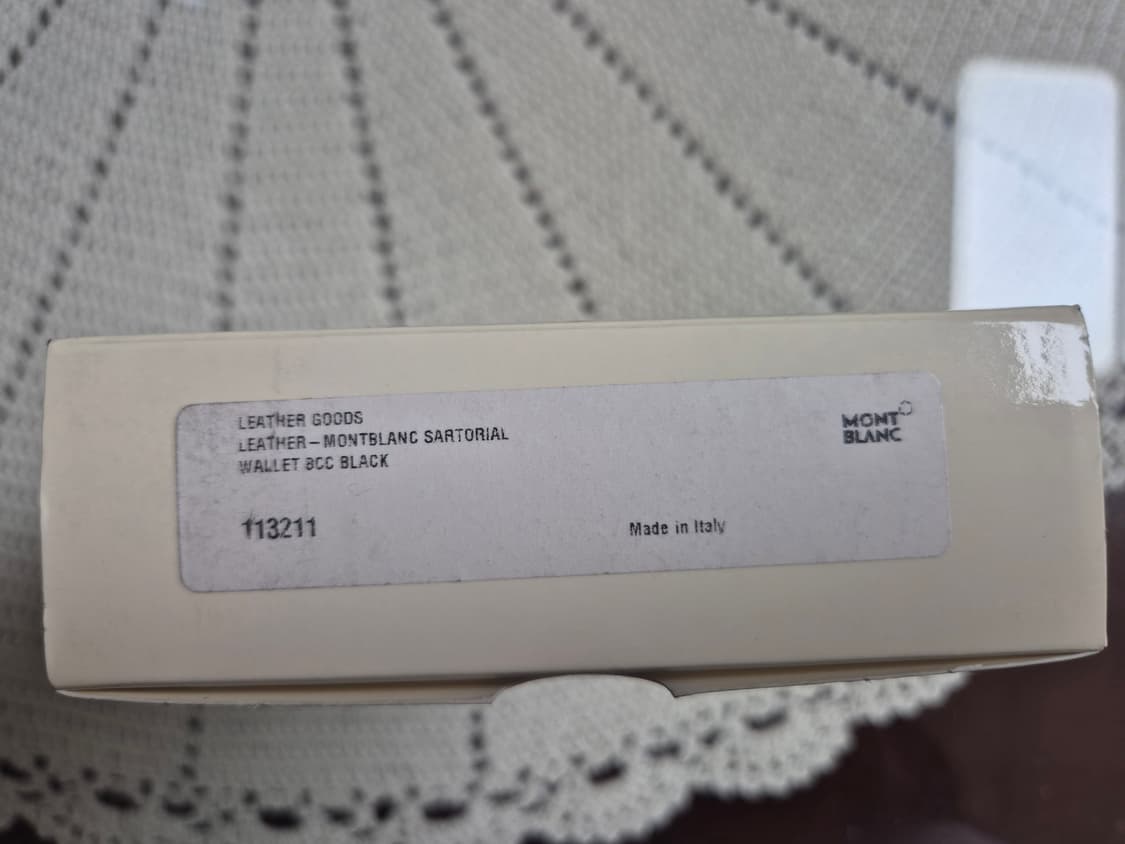 LEATHER GOODS
LEATHER–MONTBLANC SARTORIAL
WALLET 8CC BLACK
MONT
BLANC
113211
Made in Italy